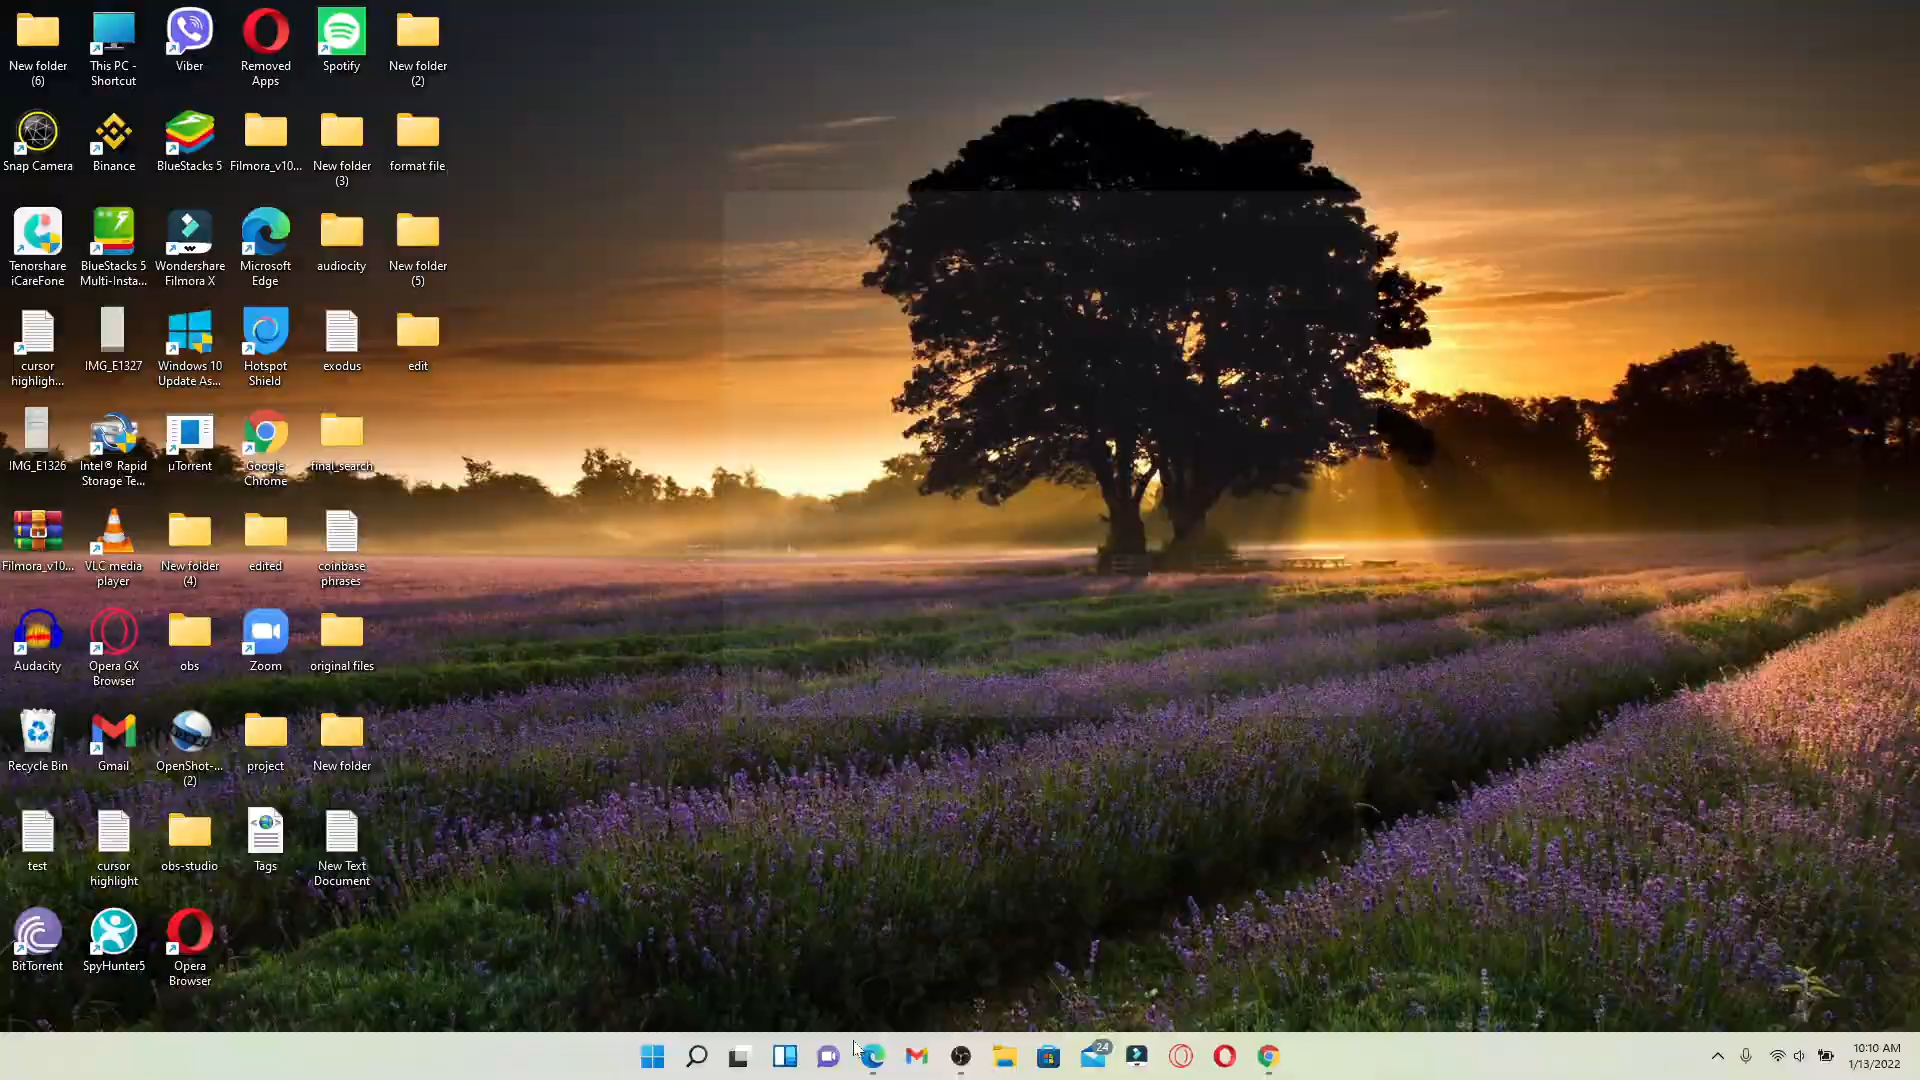 New folder
(6)
This PC -
Shortcut
Viber
Removed
Apps
Spotify
New folder
(2)
Snap Camera
Binance
BlueStacks 5
Filmora_v10...
New folder
(3)
format file
Tenorshare
iCareFone
BlueStacks 5
Multi-Insta...
Wondershare
Filmora X
Microsoft
Edge
audiocity
New folder
(5)
cursor
highligh...
IMG_E1327
Windows 10
Update As...
Hotspot
Shield
exodus
edit
IMG_E1326
Intel® Rapid
Storage Te...
µTorrent
Google
Chrome
final_search
Filmora_v10...
VLC media
player
New folder
(4)
edited
coinbase
phrases
Audacity
Opera GX
Browser
obs
Zoom
original files
Recycle Bin
Gmail
OpenShot-...
(2)
project
New folder
test
cursor
highlight
obs-studio
Tags
New Text
Document
BitTorrent
SpyHunter5
Opera
Browser
24
10:10 AM
1/13/2022